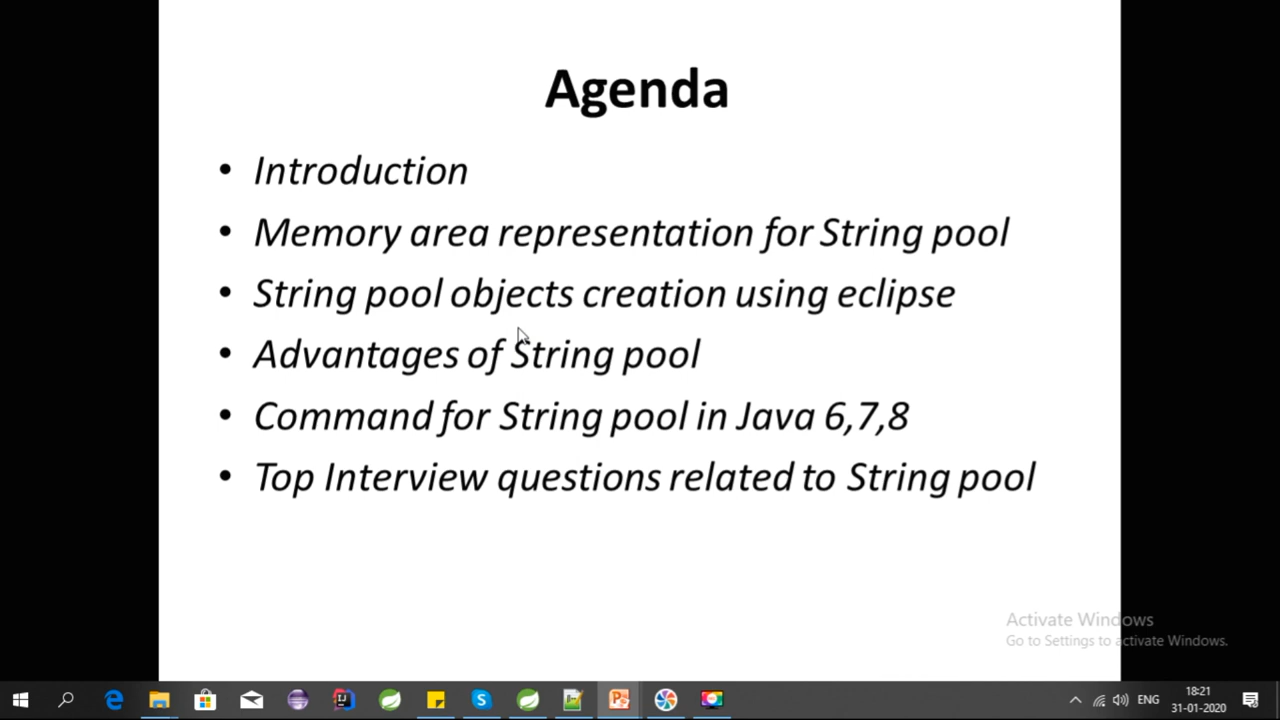 Agenda
• Introduction
• Memory area representation for String pool
• String pool objects creation using eclipse
• Advantages of String pool
• Command for String pool in Java 6,7,8
• Top Interview questions related to String pool
Activate Windows
Go to Settings to activate Windows.
ENG
18:21
31-01-2020